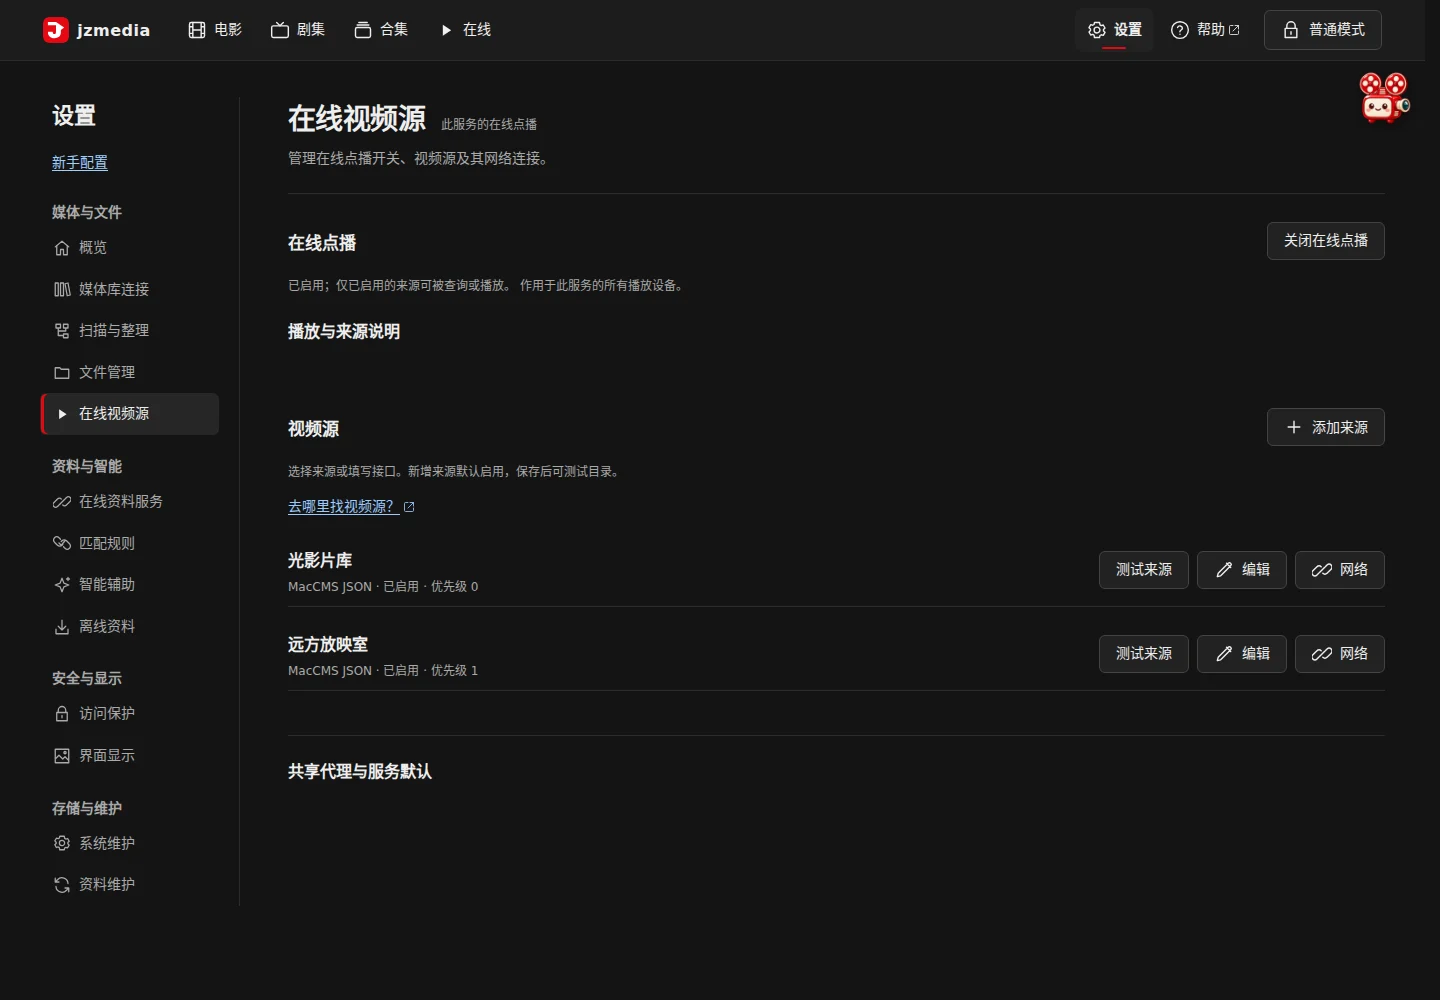 jzmedia
电影
剧集
合集
在线
设置
帮助
普通模式
设置
新手配置
媒体与文件
概览
媒体库连接
扫描与整理
文件管理
在线视频源
资料与智能
在线资料服务
匹配规则
智能辅助
离线资料
安全与显示
访问保护
界面显示
存储与维护
系统维护
资料维护
在线视频源 此服务的在线点播
管理在线点播开关、视频源及其网络连接。
在线点播
关闭在线点播
已启用；仅已启用的来源可被查询或播放。 作用于此服务的所有播放设备。
播放与来源说明
视频源
添加来源
选择来源或填写接口。新增来源默认启用，保存后可测试目录。
去哪里找视频源？
光影片库
MacCMS JSON · 已启用 · 优先级 0
测试来源
编辑
网络
远方放映室
MacCMS JSON · 已启用 · 优先级 1
测试来源
编辑
网络
共享代理与服务默认